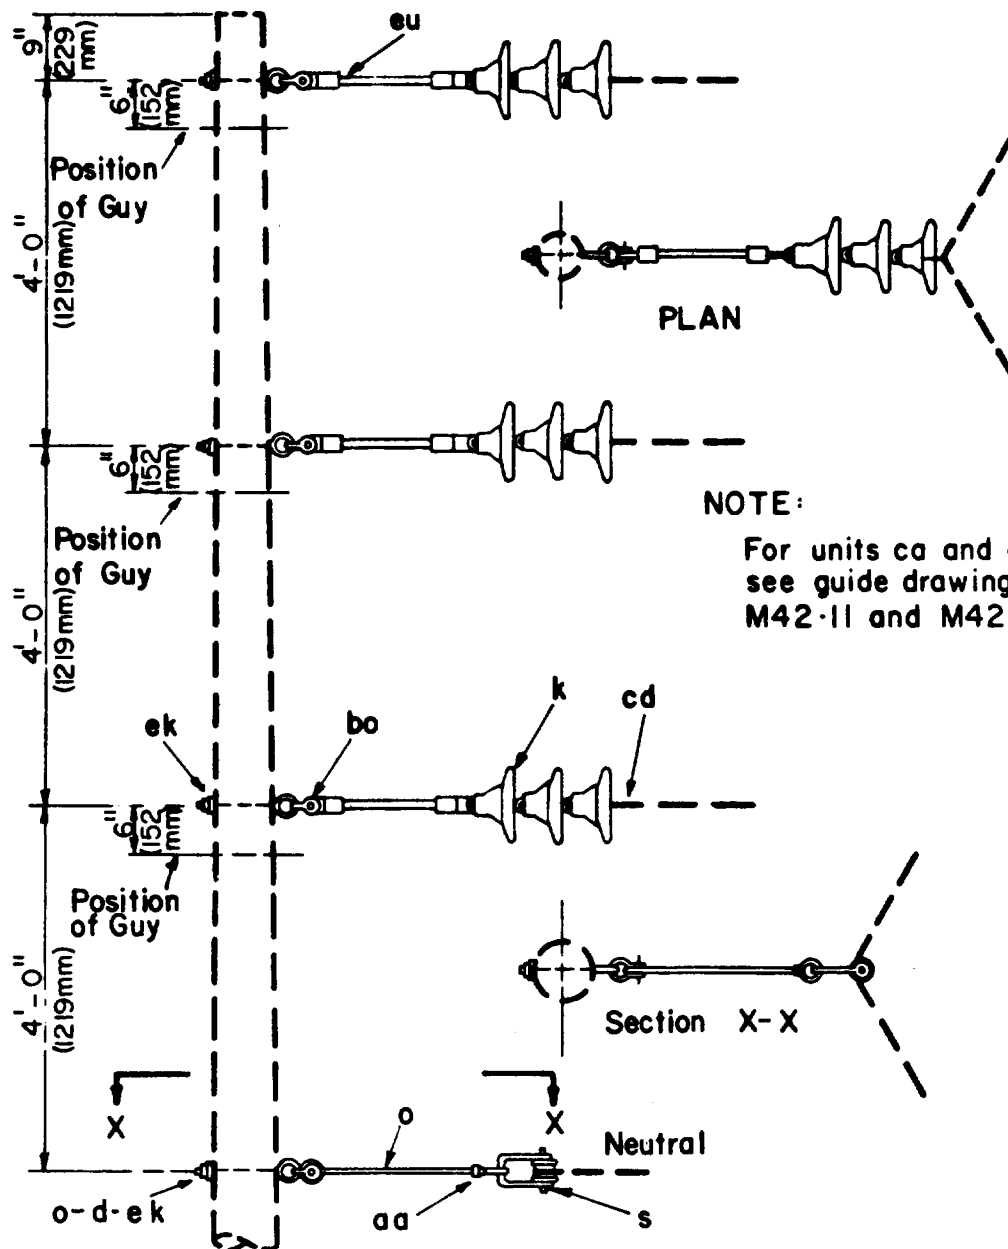 9"
(229
mm)
eu
6"
(152
mm)
Position
of Guy
4'-0"
(1219mm)
PLAN
6"
(152
mm)
Position
of Guy
NOTE:
For units ca and
see guide drawing
M42-11 and M42
4'-0"
(1219mm)
ek
bo
k
cd
6"
(152
mm)
Position
of Guy
4'-0"
(1219mm)
Section X-X
X
X
o
Neutral
o-d-ek
aa
s